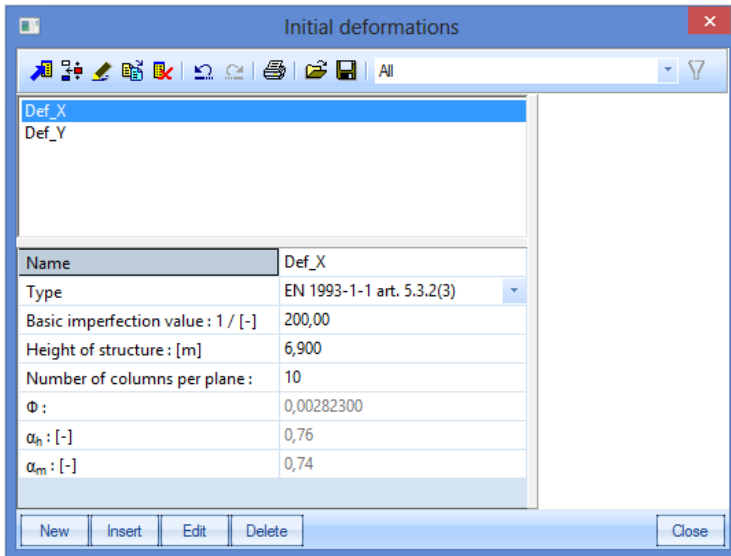 Initial deformations
All
Def_X
Def_Y
Name Def_X
Type EN 1993-1-1 art. 5.3.2(3)
Basic imperfection value : 1 / [-] 200,00
Height of structure : [m] 6,900
Number of columns per plane : 10
Φ : 0,00282300
αh : [-] 0,76
αm : [-] 0,74
New Insert Edit Delete Close